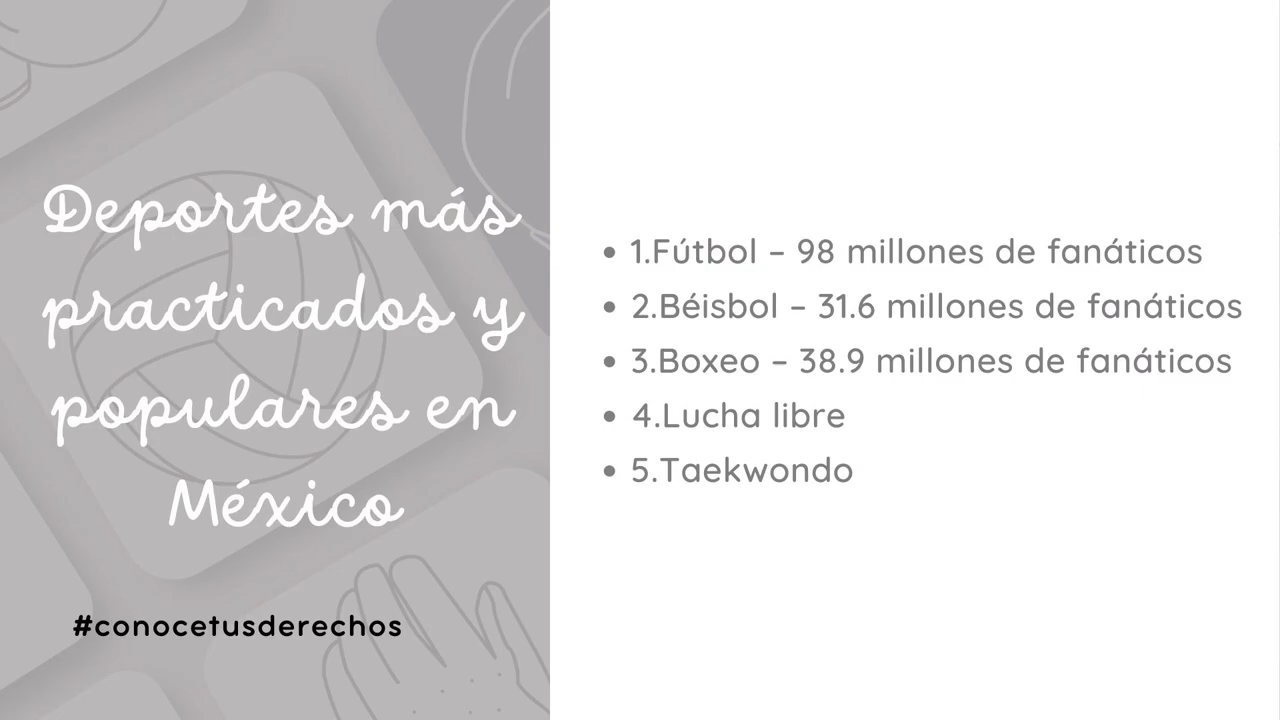 Deportes más
practicados y
populares en
México
#conocetusderechos
• 1.Fútbol – 98 millones de fanáticos
• 2.Béisbol – 31.6 millones de fanáticos
• 3.Boxeo – 38.9 millones de fanáticos
• 4.Lucha libre
• 5.Taekwondo